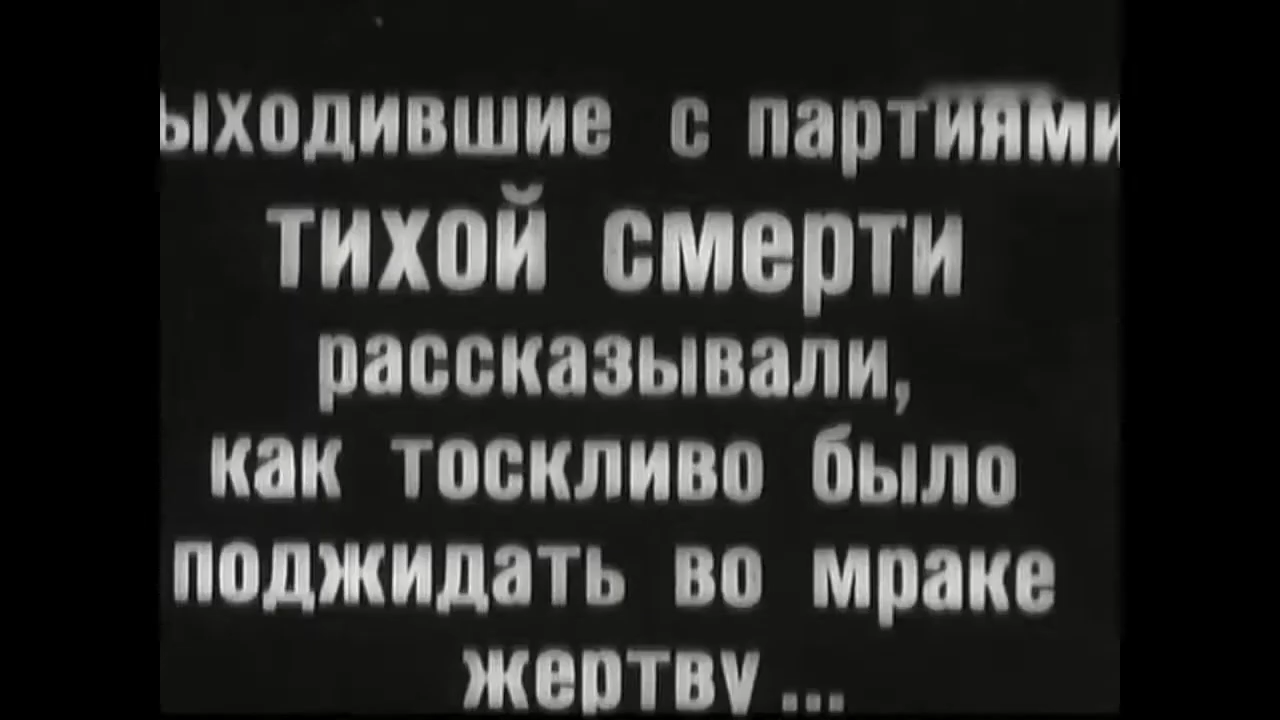 ыходившие с партиями
тихой смерти
рассказывали,
как тоскливо было
поджидать во мраке
жертву...